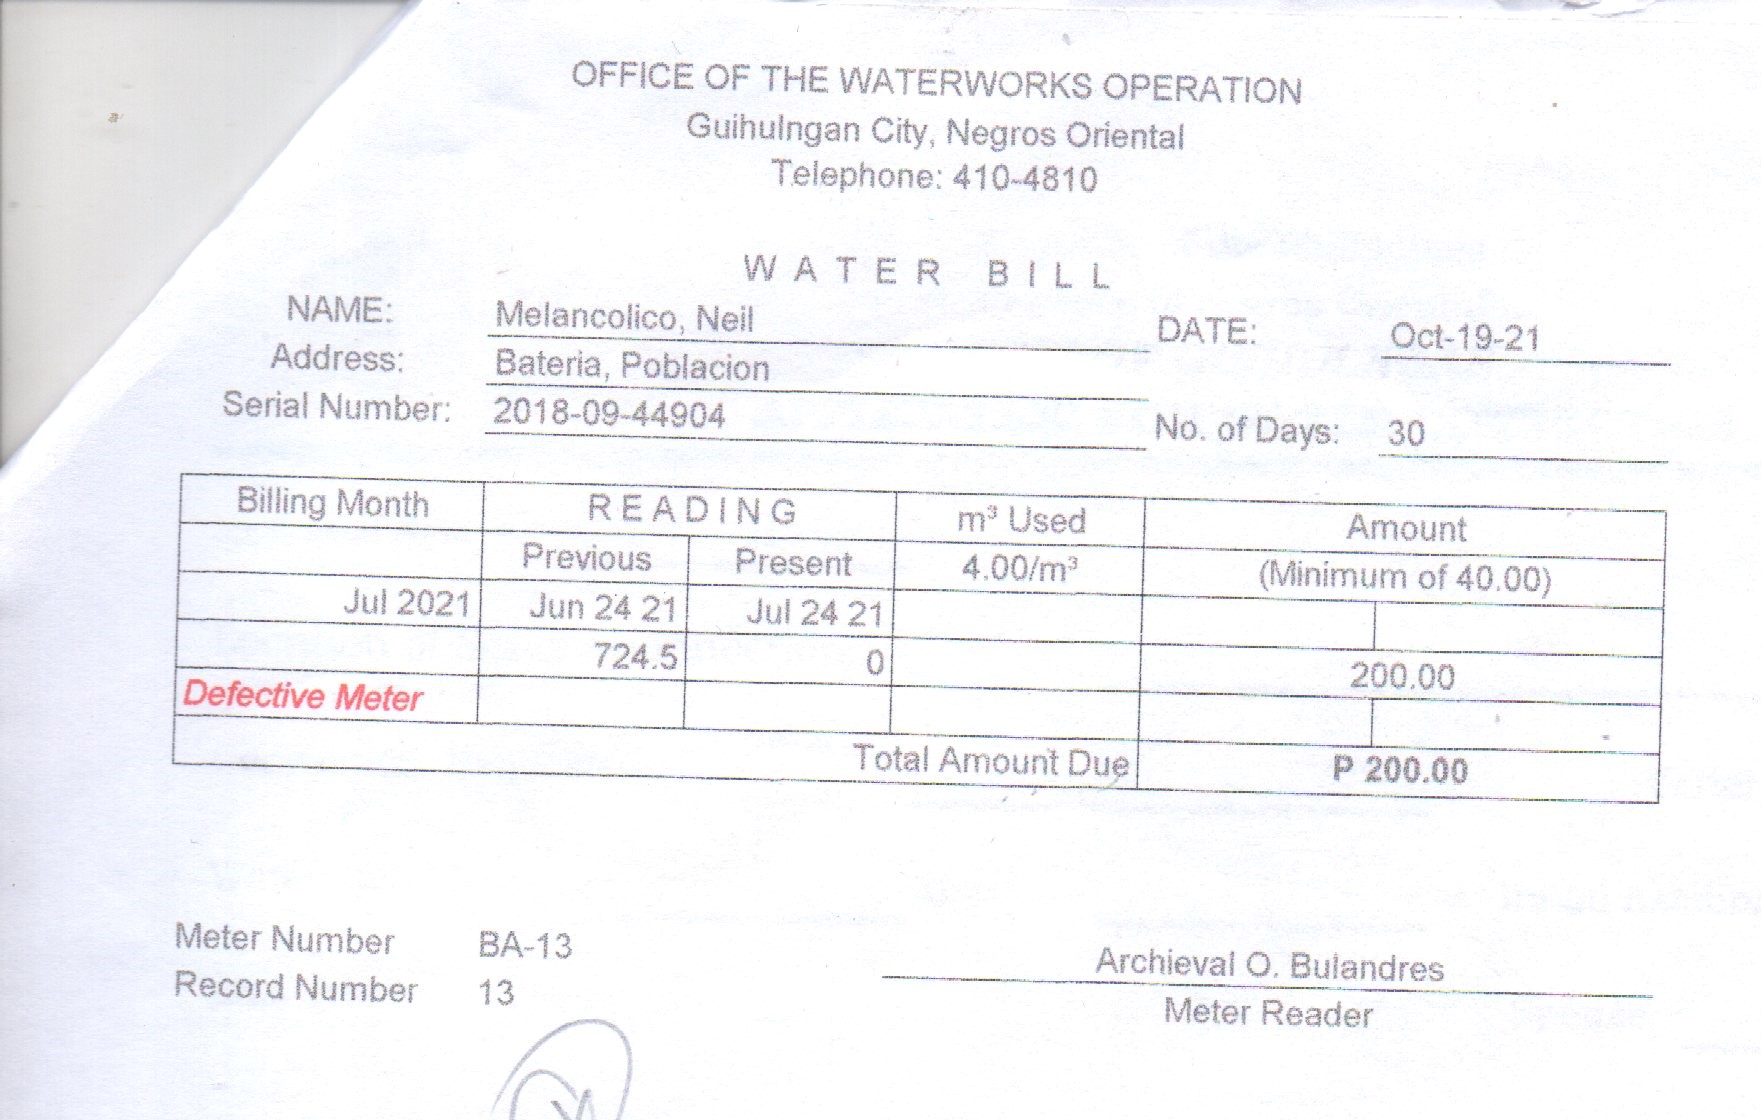 OFFICE OF THE WATERWORKS OPERATION
Guihulngan City, Negros Oriental
Telephone: 410-4810
WATER BILL
NAME: Melancolico, Neil DATE: Oct-19-21
Address: Bateria, Poblacion
Serial Number: 2018-09-44904 No. of Days: 30
Billing Month READING m³ Used Amount
Previous Present 4.00/m³ (Minimum of 40.00)
Jul 2021 Jun 24 21 Jul 24 21
724.5 0 200.00
Defective Meter
Total Amount Due P 200.00
Meter Number BA-13
Record Number 13
Archieval O. Bulandres
Meter Reader